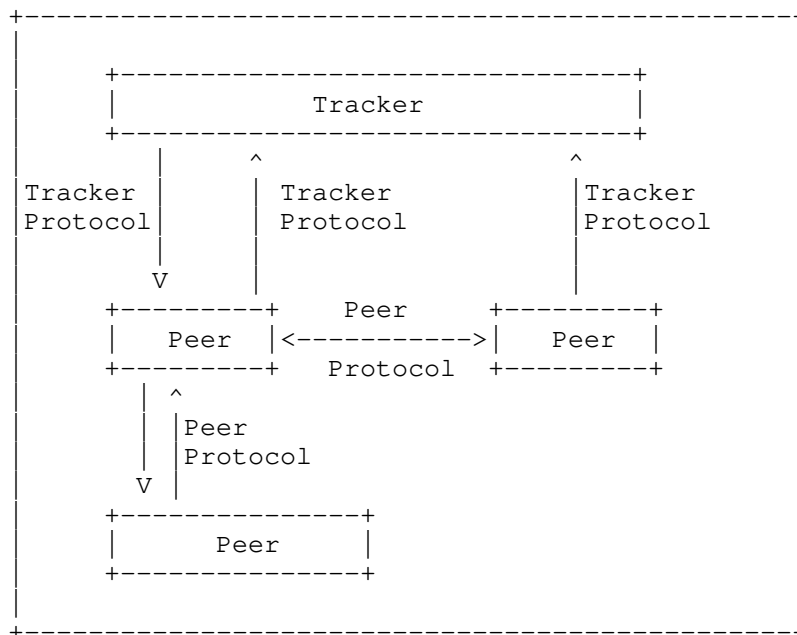 Tracker
Tracker Tracker Tracker
Protocol Protocol Protocol
Peer
Peer Peer
Protocol
Peer
Protocol
Peer